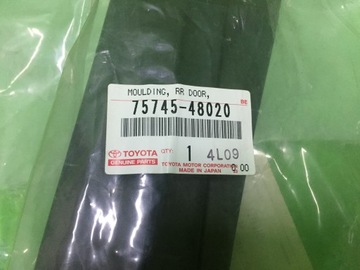 MOULDING, RR DOOR,
75745-48020
TOYOTA
GENUINE PARTS
QTY. 1 4L09
TOYOTA MOTOR CORPORATION
MADE IN JAPAN